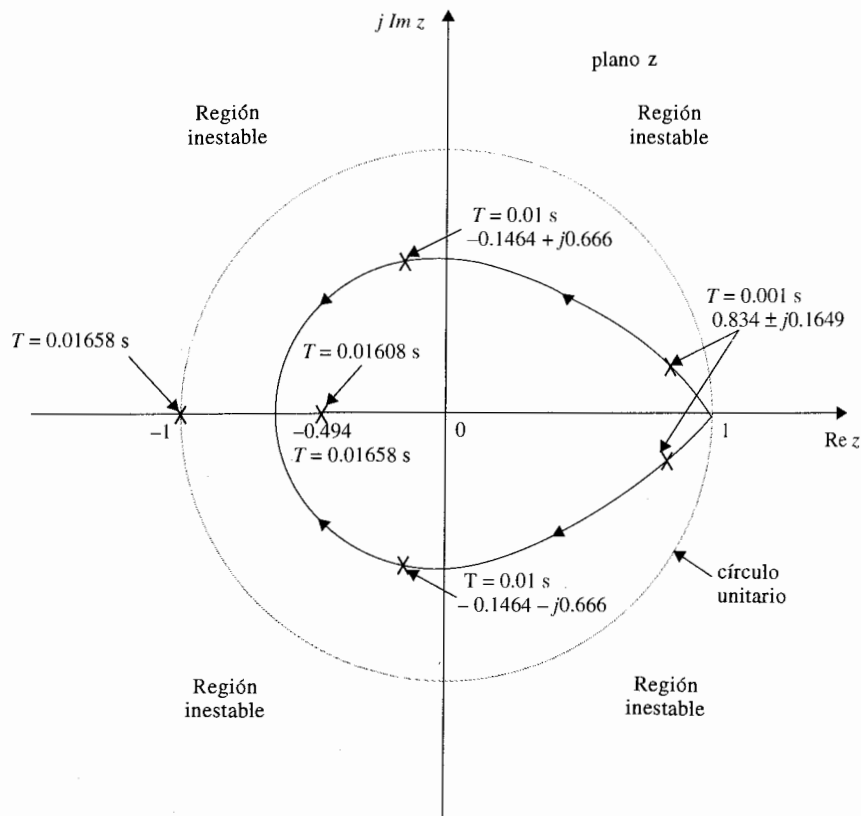 j Im z
plano z
Región
inestable
Región
inestable
T = 0.01 s
−0.1464 + j0.666
T = 0.001 s
0.834 ± j0.1649
T = 0.01658 s
T = 0.01608 s
−1
−0.494
0
1
Re z
T = 0.01658 s
T = 0.01 s
− 0.1464 − j0.666
círculo
unitario
Región
inestable
Región
inestable